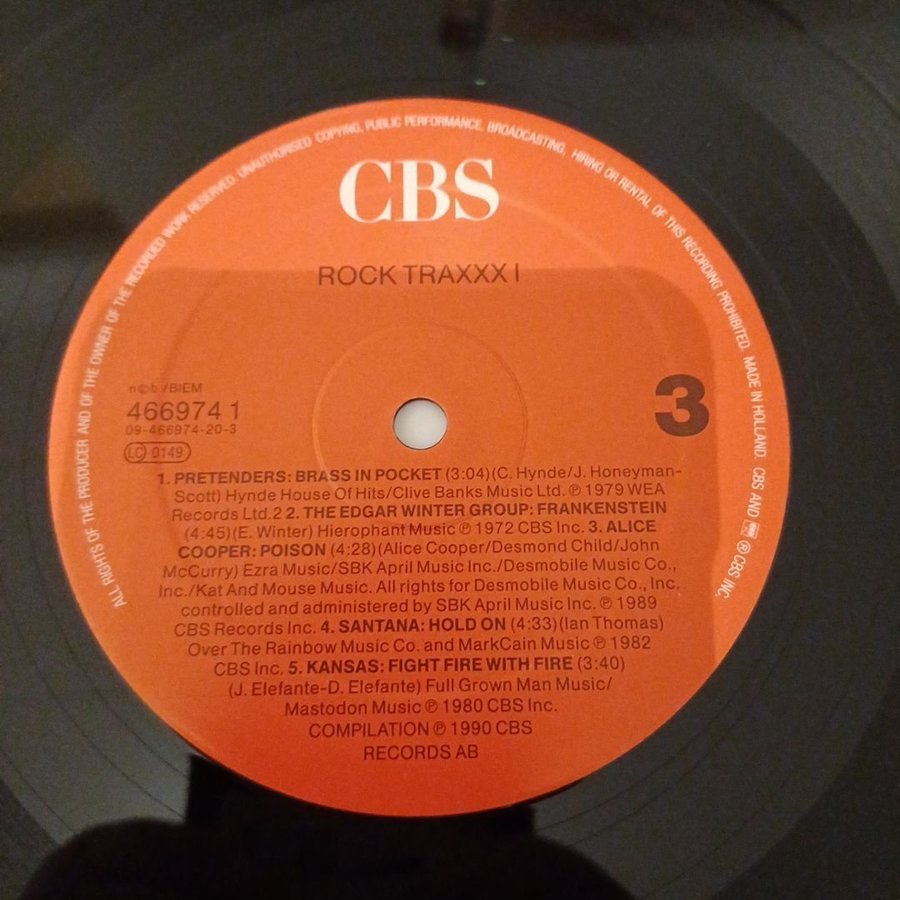 ALL RIGHTS OF THE PRODUCER AND OF THE OWNER OF THE RECORDED WORK RESERVED. UNAUTHORISED COPYING, PUBLIC PERFORMANCE, BROADCASTING, HIRING OR RENTAL OF THIS RECORDING PROHIBITED. MADE IN HOLLAND. CBS AND ® CBS INC.
CBS
ROCK TRAXXX I
n©b /BIEM
466974 1
09-466974-20-3
LC 0149
3
1. PRETENDERS: BRASS IN POCKET (3:04)(C. Hynde/J. Honeyman-
Scott) Hynde House Of Hits/Clive Banks Music Ltd. ℗ 1979 WEA
Records Ltd.2 2. THE EDGAR WINTER GROUP: FRANKENSTEIN
(4:45)(E. Winter) Hierophant Music ℗ 1972 CBS Inc. 3. ALICE
COOPER: POISON (4:28)(Alice Cooper/Desmond Child/John
McCurry) Ezra Music/SBK April Music Inc./Desmobile Music Co.,
Inc./Kat And Mouse Music. All rights for Desmobile Music Co., Inc.
controlled and administered by SBK April Music Inc. ℗ 1989
CBS Records Inc. 4. SANTANA: HOLD ON (4:33)(Ian Thomas)
Over The Rainbow Music Co. and MarkCain Music ℗ 1982
CBS Inc. 5. KANSAS: FIGHT FIRE WITH FIRE (3:40)
(J. Elefante-D. Elefante) Full Grown Man Music/
Mastodon Music ℗ 1980 CBS Inc.
COMPILATION ℗ 1990 CBS
RECORDS AB